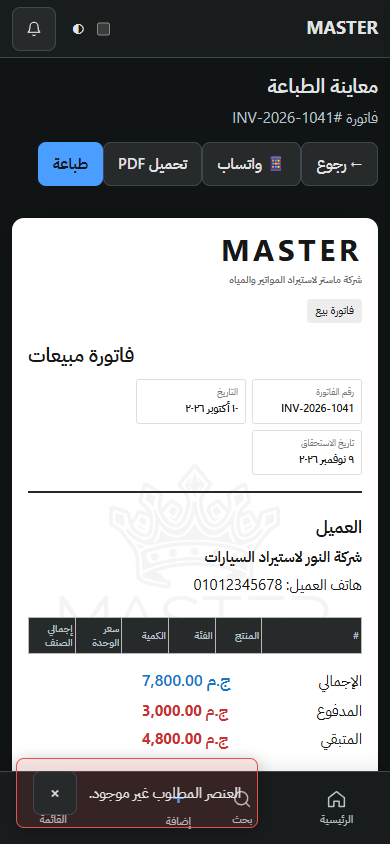 MASTER
معاينة الطباعة
فاتورة #INV-2026-1041
← رجوع
واتساب
تحميل PDF
طباعة
MASTER
شركة ماستر لاستيراد المواتير والمياه
فاتورة بيع
فاتورة مبيعات
رقم الفاتورة
INV-2026-1041
التاريخ
١٠ أكتوبر ٢٠٢٦
تاريخ الاستحقاق
٩ نوفمبر ٢٠٢٦
العميل
شركة النور لاستيراد السيارات
هاتف العميل: 01012345678
MASTER
# المنتج الفئة الكمية سعر الوحدة إجمالي الصنف
الإجمالي 7,800.00 ج.م
المدفوع 3,000.00 ج.م
المتبقي 4,800.00 ج.م
العنصر المطلوب غير موجود. ×
الرئيسية
بحث
إضافة
القائمة